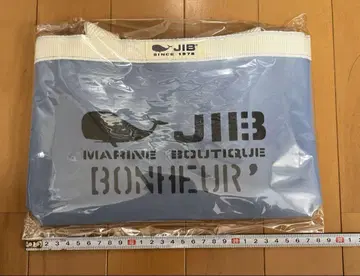 JIB®
SINCE 1978
JIB
MARINE BOUTIQUE
BONHEUR'